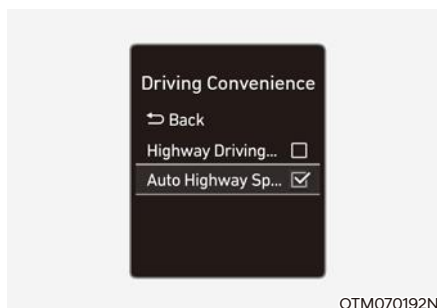 Driving Convenience
Back
Highway Driving...
Auto Highway Sp...
OTM070192N